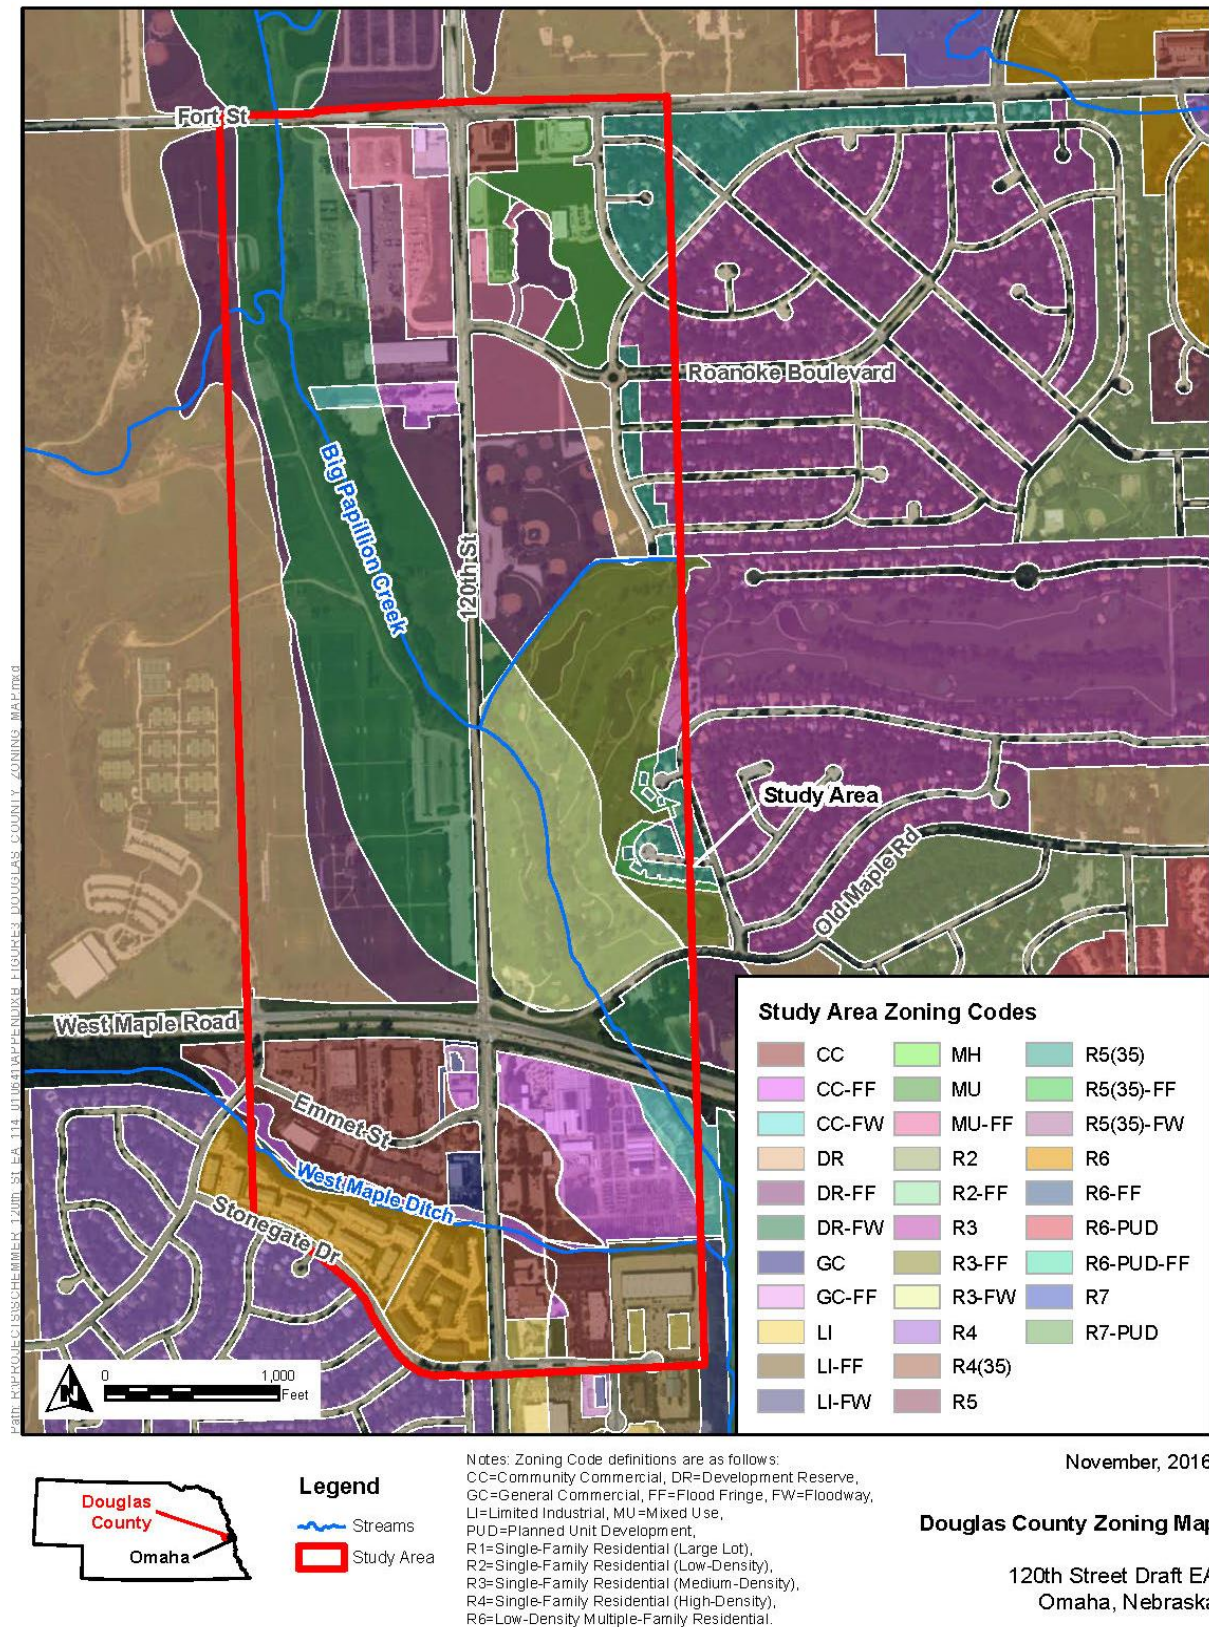 Fort St
Roanoke Boulevard
Big Papillion Creek
120th St
Study Area
Old Maple Rd
West Maple Road
Emmet St
West Maple Ditch
Stonegate Dr
Study Area Zoning Codes
CC
CC-FF
CC-FW
DR
DR-FF
DR-FW
GC
GC-FF
LI
LI-FF
LI-FW
MH
MU
MU-FF
R2
R2-FF
R3
R3-FF
R3-FW
R4
R4(35)
R5
R5(35)
R5(35)-FF
R5(35)-FW
R6
R6-FF
R6-PUD
R6-PUD-FF
R7
R7-PUD
N
0 1,000
Feet
Douglas
County
Omaha
Legend
Streams
Study Area
Notes: Zoning Code definitions are as follows:
CC=Community Commercial, DR=Development Reserve,
GC=General Commercial, FF=Flood Fringe, FW=Floodway,
LI=Limited Industrial, MU=Mixed Use,
PUD=Planned Unit Development,
R1=Single-Family Residential (Large Lot),
R2=Single-Family Residential (Low-Density),
R3=Single-Family Residential (Medium-Density),
R4=Single-Family Residential (High-Density),
R6=Low-Density Multiple-Family Residential.
November, 2016
Douglas County Zoning Map
120th Street Draft EA
Omaha, Nebraska